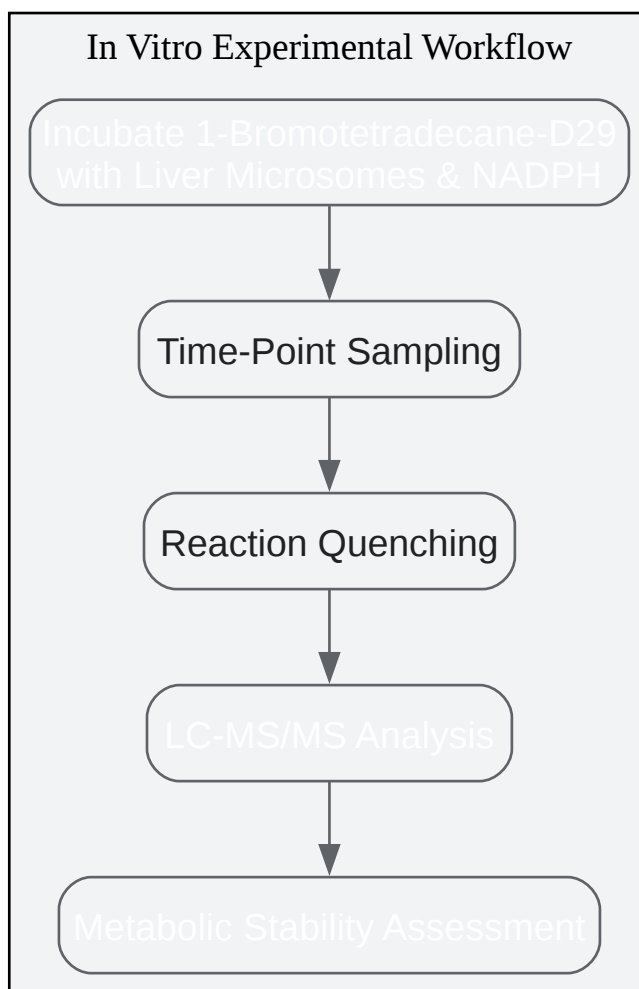 In Vitro Experimental Workflow
Incubate 1-Bromotetradecane-D29
with Liver Microsomes & NADPH
Time-Point Sampling
Reaction Quenching
LC-MS/MS Analysis
Metabolic Stability Assessment